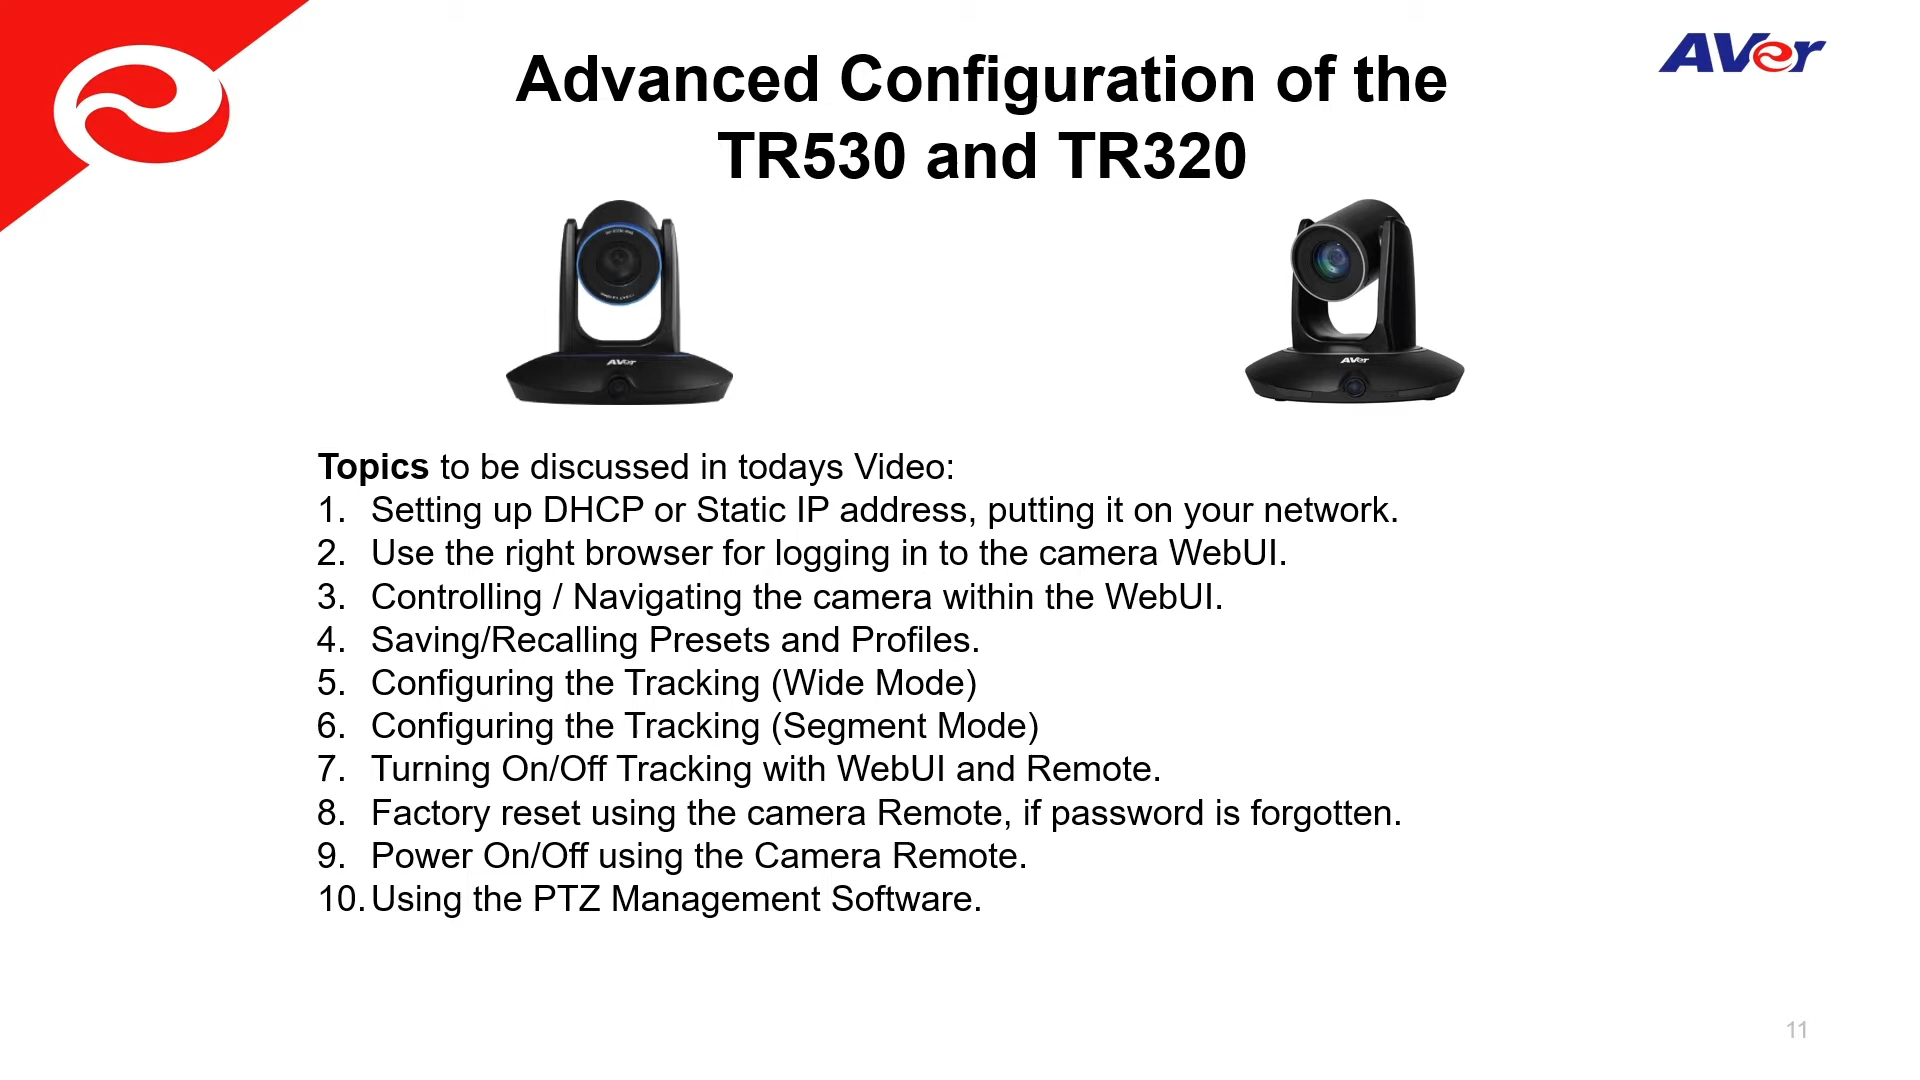 AVer
Advanced Configuration of the
TR530 and TR320
AVer
AVer
Topics to be discussed in todays Video:
1. Setting up DHCP or Static IP address, putting it on your network.
2. Use the right browser for logging in to the camera WebUI.
3. Controlling / Navigating the camera within the WebUI.
4. Saving/Recalling Presets and Profiles.
5. Configuring the Tracking (Wide Mode)
6. Configuring the Tracking (Segment Mode)
7. Turning On/Off Tracking with WebUI and Remote.
8. Factory reset using the camera Remote, if password is forgotten.
9. Power On/Off using the Camera Remote.
10. Using the PTZ Management Software.
11